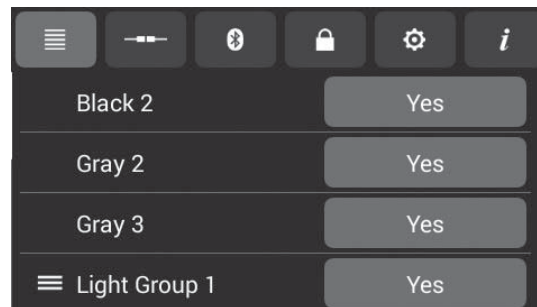 i
Black 2 Yes
Gray 2 Yes
Gray 3 Yes
Light Group 1 Yes